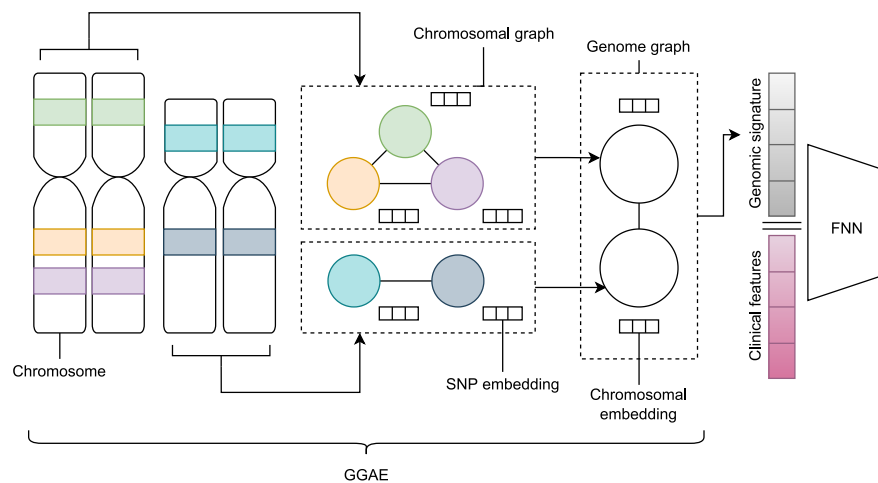 Chromosomal graph
Genome graph
Genomic signature
FNN
Clinical features
Chromosome
SNP embedding
Chromosomal
embedding
GGAE